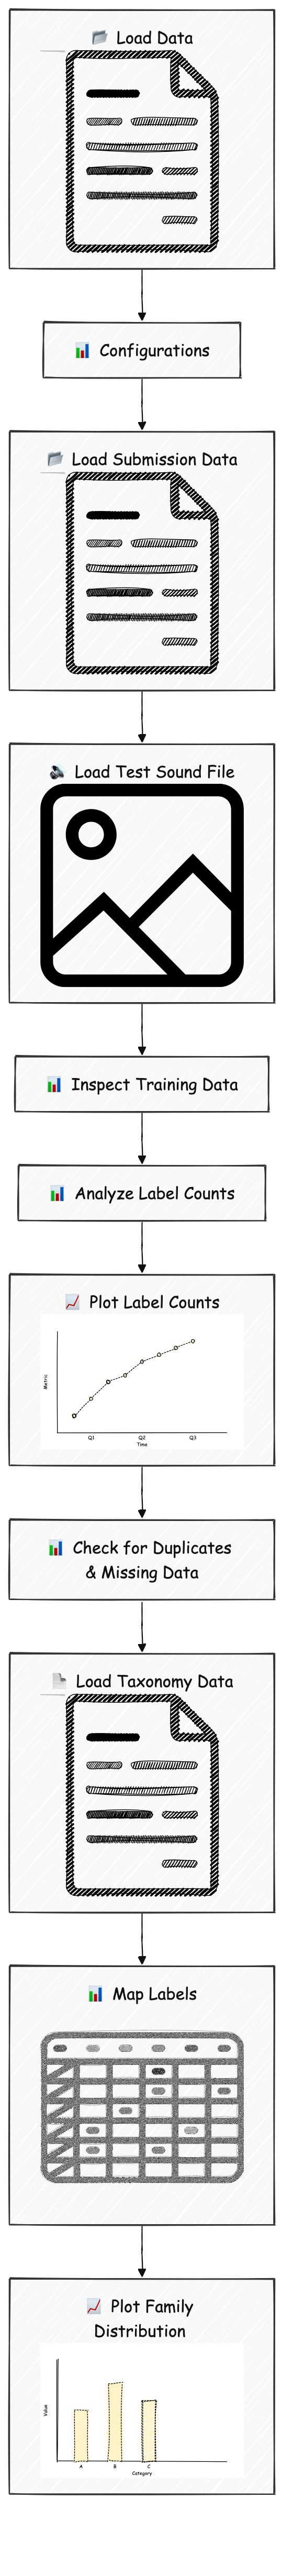 Load Data
Configurations
Load Submission Data
Load Test Sound File
Inspect Training Data
Analyze Label Counts
Plot Label Counts
Metric
Q1 Q2 Q3
Time
Check for Duplicates
& Missing Data
Load Taxonomy Data
Map Labels
Plot Family
Distribution
Value
A B C
Category